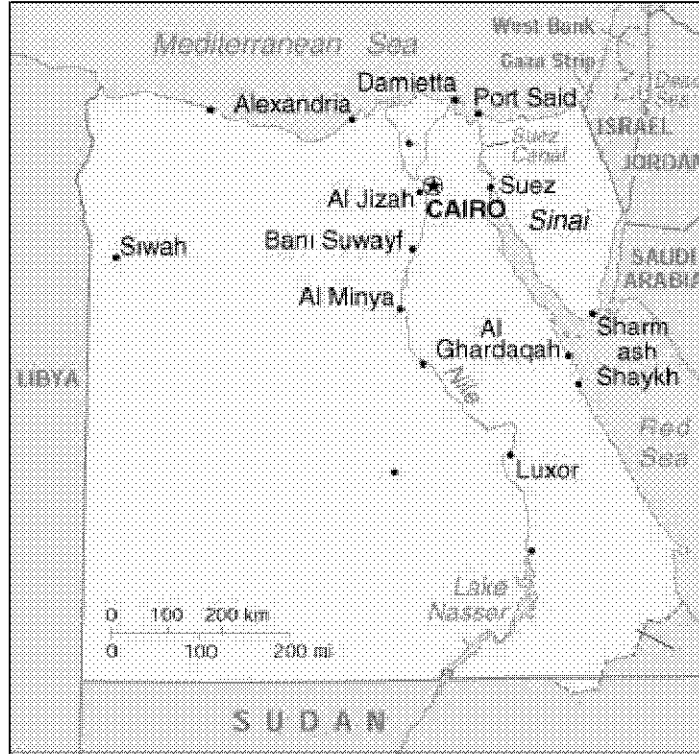 Mediterranean Sea
West Bank
Gaza Strip
Dead
Sea
Damietta
Alexandria
Port Said
ISRAEL
Suez
Canal
JORDAN
Al Jizah
CAIRO
Suez
Sinai
Siwah
Bani Suwayf
SAUDI
ARABIA
Al Minya
Al
Ghardaqah
Sharm
ash
Shaykh
LIBYA
Nile
Red
Sea
Luxor
Lake
Nasser
0 100 200 km
0 100 200 mi
SUDAN